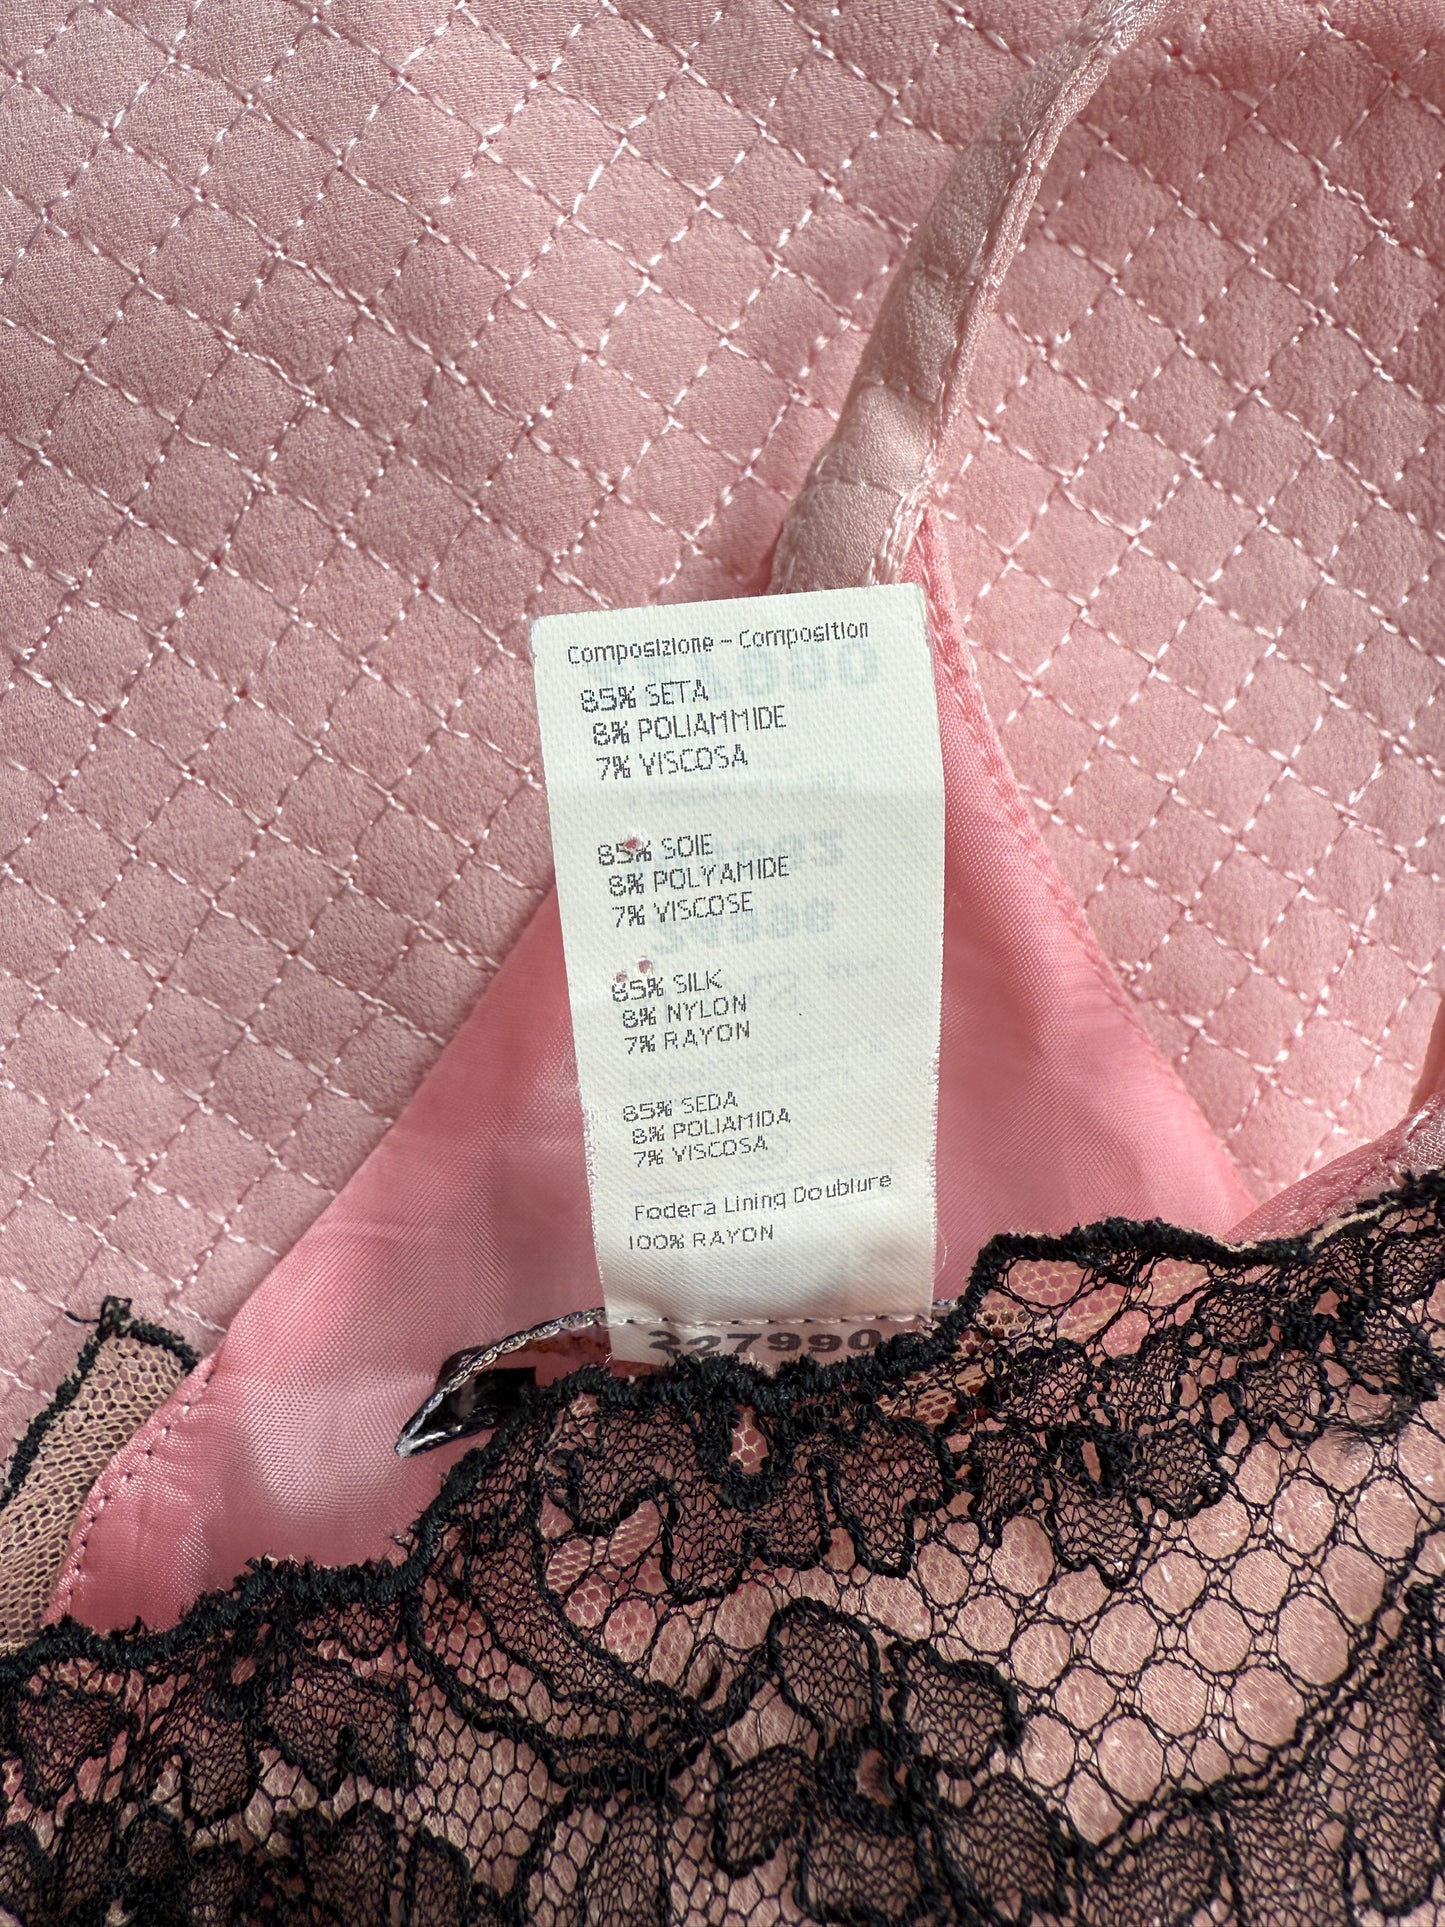 Composizione - Composition
85% SETA
8% POLIAMMIDE
7% VISCOSA
85% SOIE
8% POLYAMIDE
7% VISCOSE
85% SILK
8% NYLON
7% RAYON
85% SEDA
8% POLIAMIDA
7% VISCOSA
Fodera Lining Doublure
100% RAYON
227990